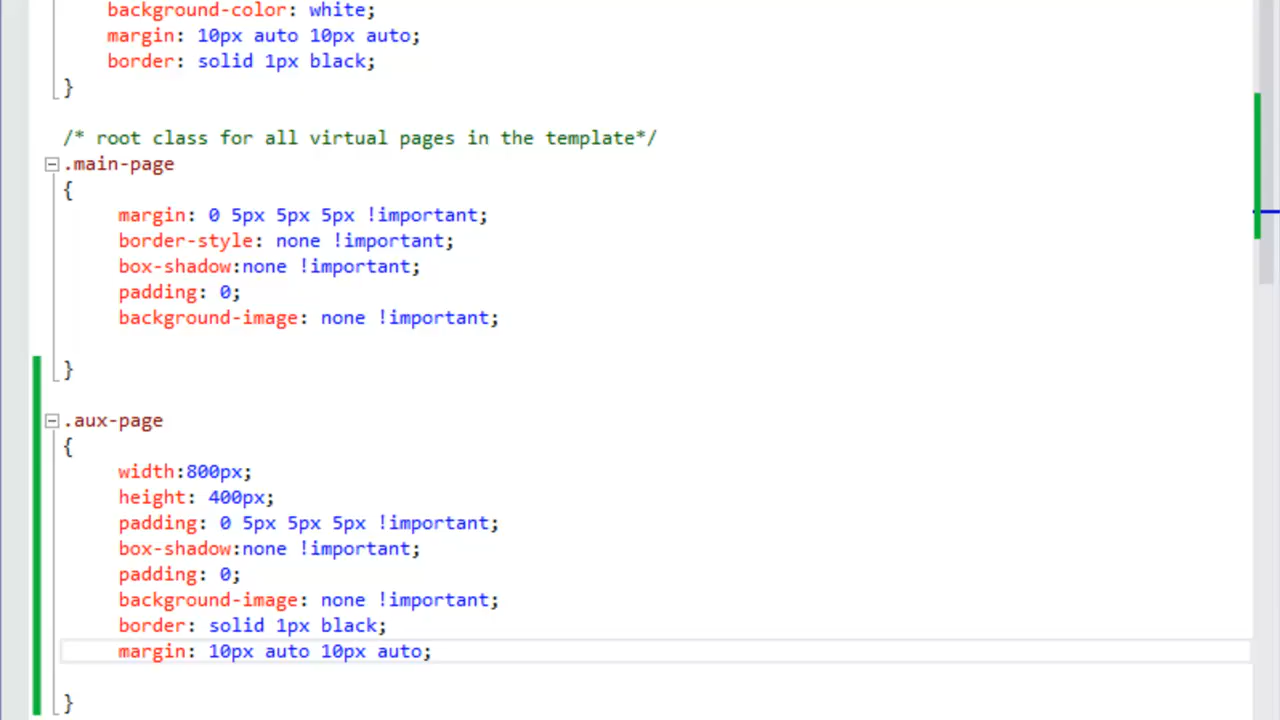 background-color: white;
margin: 10px auto 10px auto;
border: solid 1px black;
}
/* root class for all virtual pages in the template*/
.main-page
{
margin: 0 5px 5px 5px !important;
border-style: none !important;
box-shadow:none !important;
padding: 0;
background-image: none !important;
}
.aux-page
{
width:800px;
height: 400px;
padding: 0 5px 5px 5px !important;
box-shadow:none !important;
padding: 0;
background-image: none !important;
border: solid 1px black;
margin: 10px auto 10px auto;
}